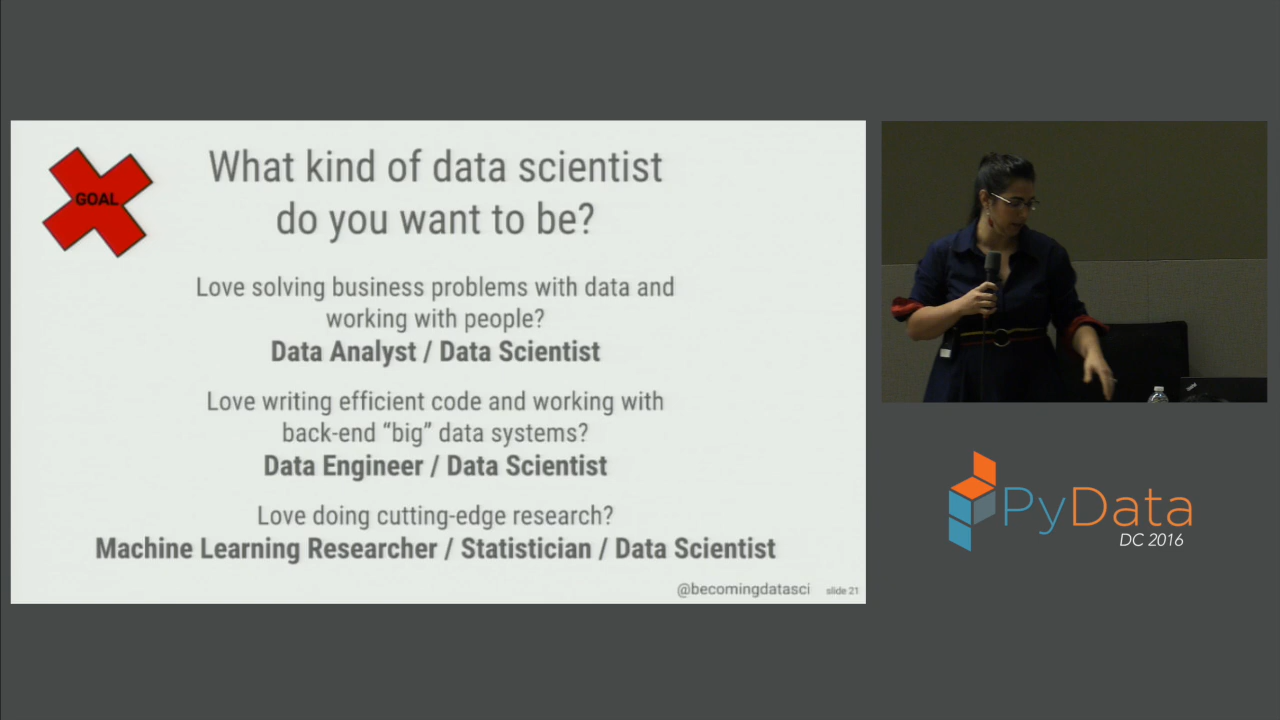 GOAL
What kind of data scientist
do you want to be?
Love solving business problems with data and
working with people?
Data Analyst / Data Scientist
Love writing efficient code and working with
back-end “big” data systems?
Data Engineer / Data Scientist
Love doing cutting-edge research?
Machine Learning Researcher / Statistician / Data Scientist
@becomingdatasci
slide 21
PyData
DC 2016